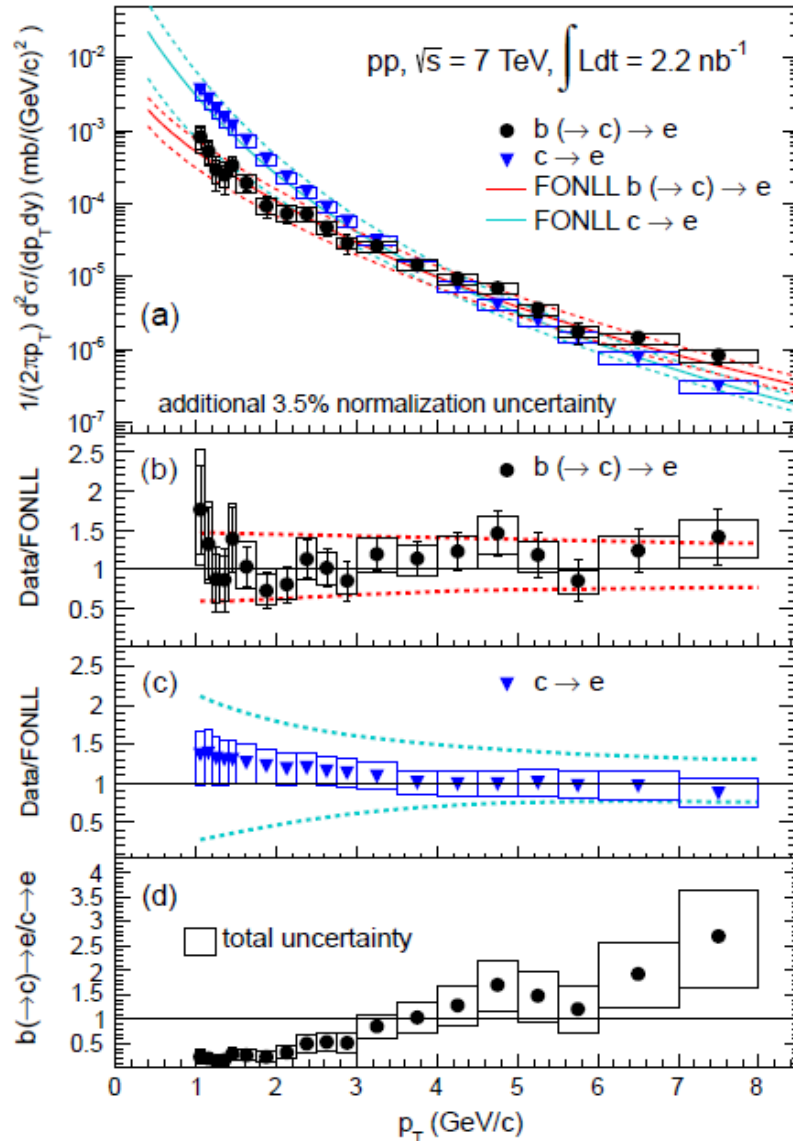 pp, √s = 7 TeV, ∫Ldt = 2.2 nb⁻¹
b (→ c) → e
c → e
FONLL b (→ c) → e
FONLL c → e
(a)
additional 3.5% normalization uncertainty
1/(2πp_T) d²σ/(dp_Tdy) (mb/(GeV/c)²)
10⁻²
10⁻³
10⁻⁴
10⁻⁵
10⁻⁶
10⁻⁷
(b)
b (→ c) → e
Data/FONLL
2.5
2
1.5
1
0.5
(c)
c → e
Data/FONLL
2.5
2
1.5
1
0.5
(d)
total uncertainty
b(→c)→e/c→e
4
3.5
3
2.5
2
1.5
1
0.5
0 1 2 3 4 5 6 7 8
p_T (GeV/c)